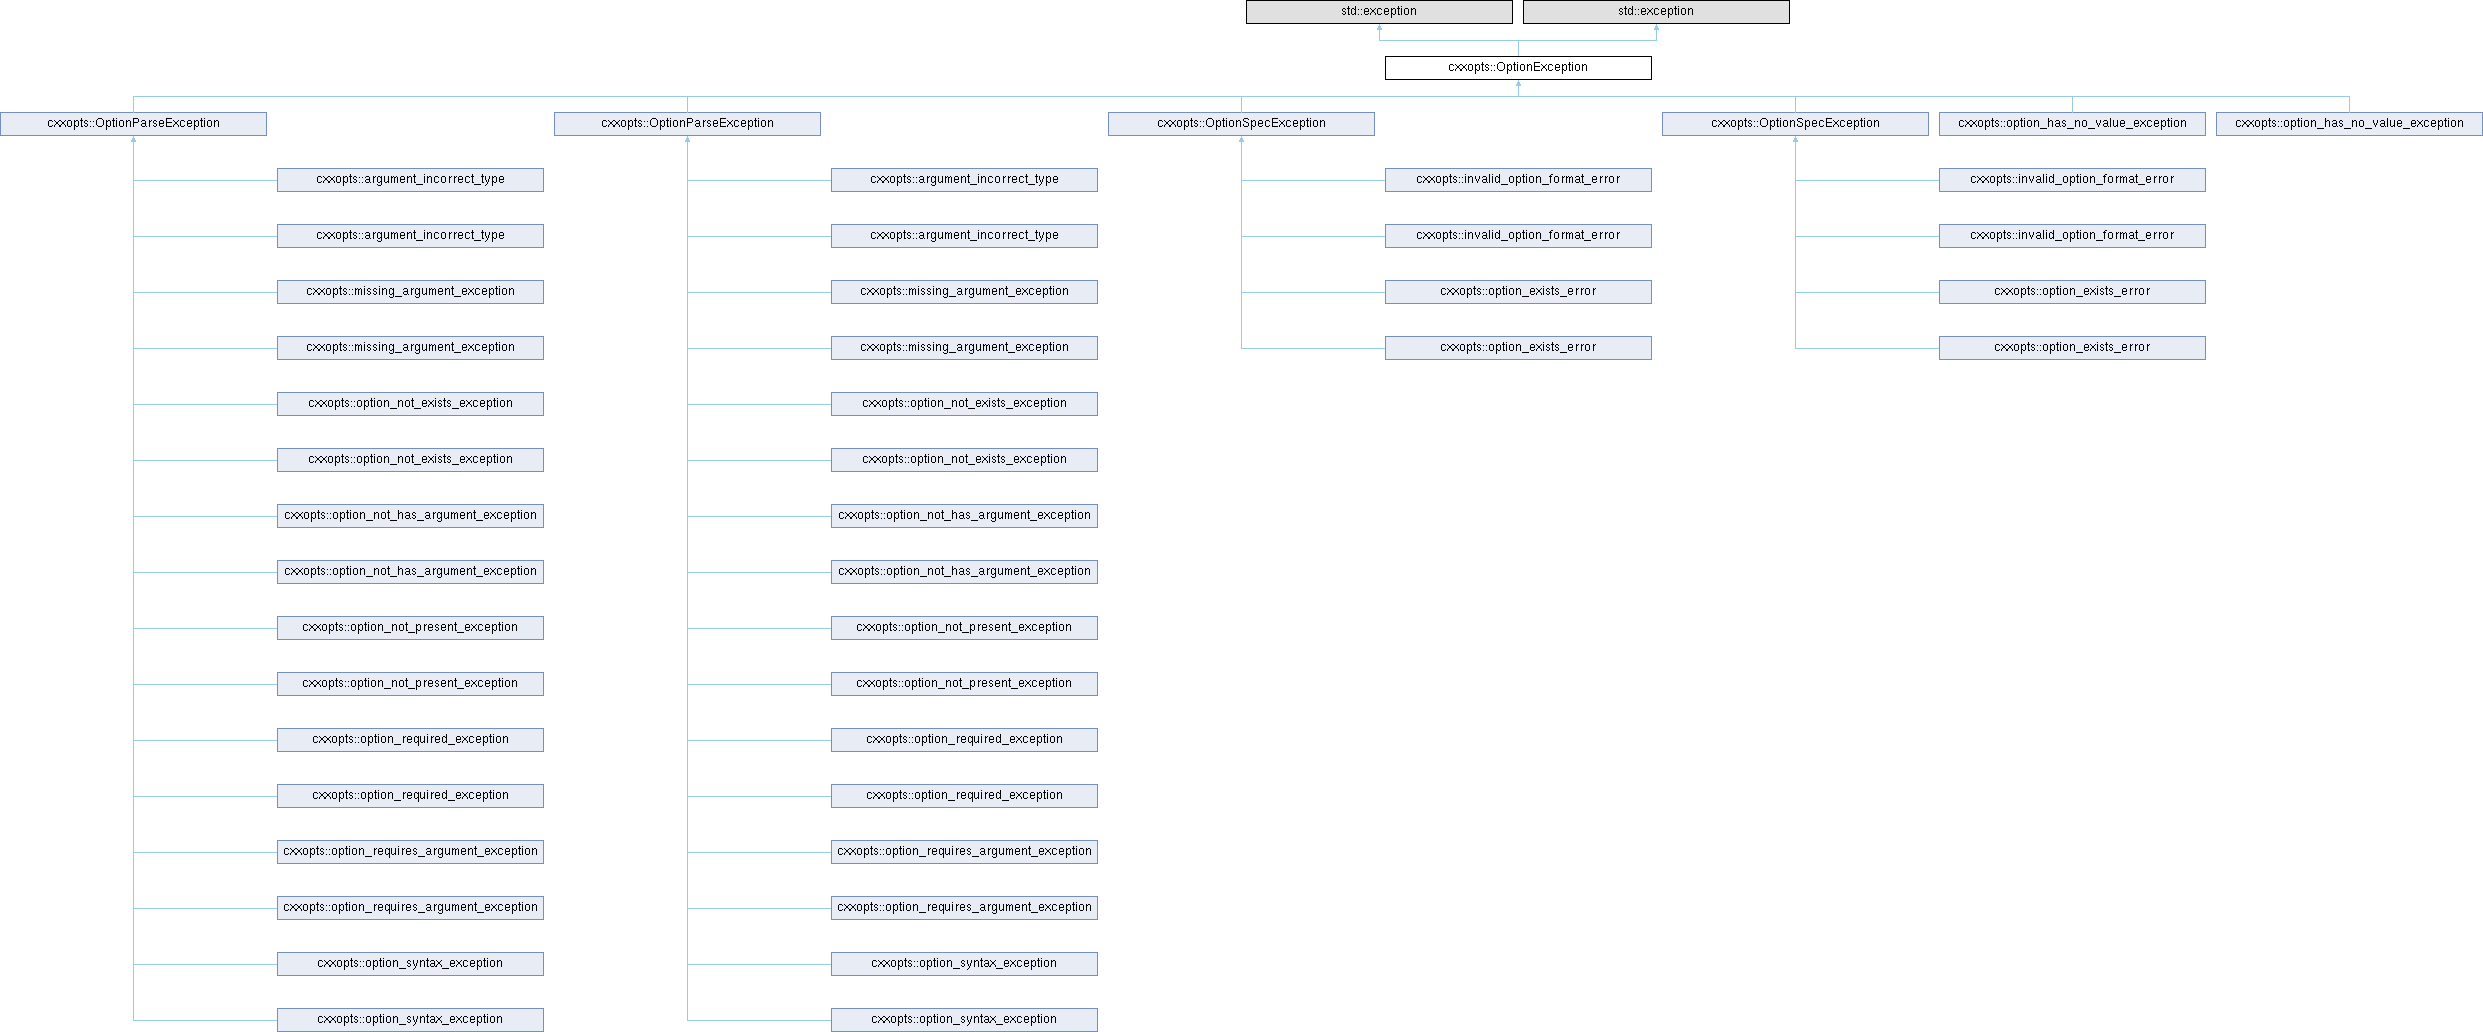 std::exception std::exception
cxxopts::OptionException
cxxopts::OptionParseException cxxopts::OptionParseException cxxopts::OptionSpecException cxxopts::OptionSpecException cxxopts::option_has_no_value_exception cxxopts::option_has_no_value_exception
cxxopts::argument_incorrect_type cxxopts::argument_incorrect_type cxxopts::invalid_option_format_error cxxopts::invalid_option_format_error
cxxopts::argument_incorrect_type cxxopts::argument_incorrect_type cxxopts::invalid_option_format_error cxxopts::invalid_option_format_error
cxxopts::missing_argument_exception cxxopts::missing_argument_exception cxxopts::option_exists_error cxxopts::option_exists_error
cxxopts::missing_argument_exception cxxopts::missing_argument_exception cxxopts::option_exists_error cxxopts::option_exists_error
cxxopts::option_not_exists_exception cxxopts::option_not_exists_exception
cxxopts::option_not_exists_exception cxxopts::option_not_exists_exception
cxxopts::option_not_has_argument_exception cxxopts::option_not_has_argument_exception
cxxopts::option_not_has_argument_exception cxxopts::option_not_has_argument_exception
cxxopts::option_not_present_exception cxxopts::option_not_present_exception
cxxopts::option_not_present_exception cxxopts::option_not_present_exception
cxxopts::option_required_exception cxxopts::option_required_exception
cxxopts::option_required_exception cxxopts::option_required_exception
cxxopts::option_requires_argument_exception cxxopts::option_requires_argument_exception
cxxopts::option_requires_argument_exception cxxopts::option_requires_argument_exception
cxxopts::option_syntax_exception cxxopts::option_syntax_exception
cxxopts::option_syntax_exception cxxopts::option_syntax_exception